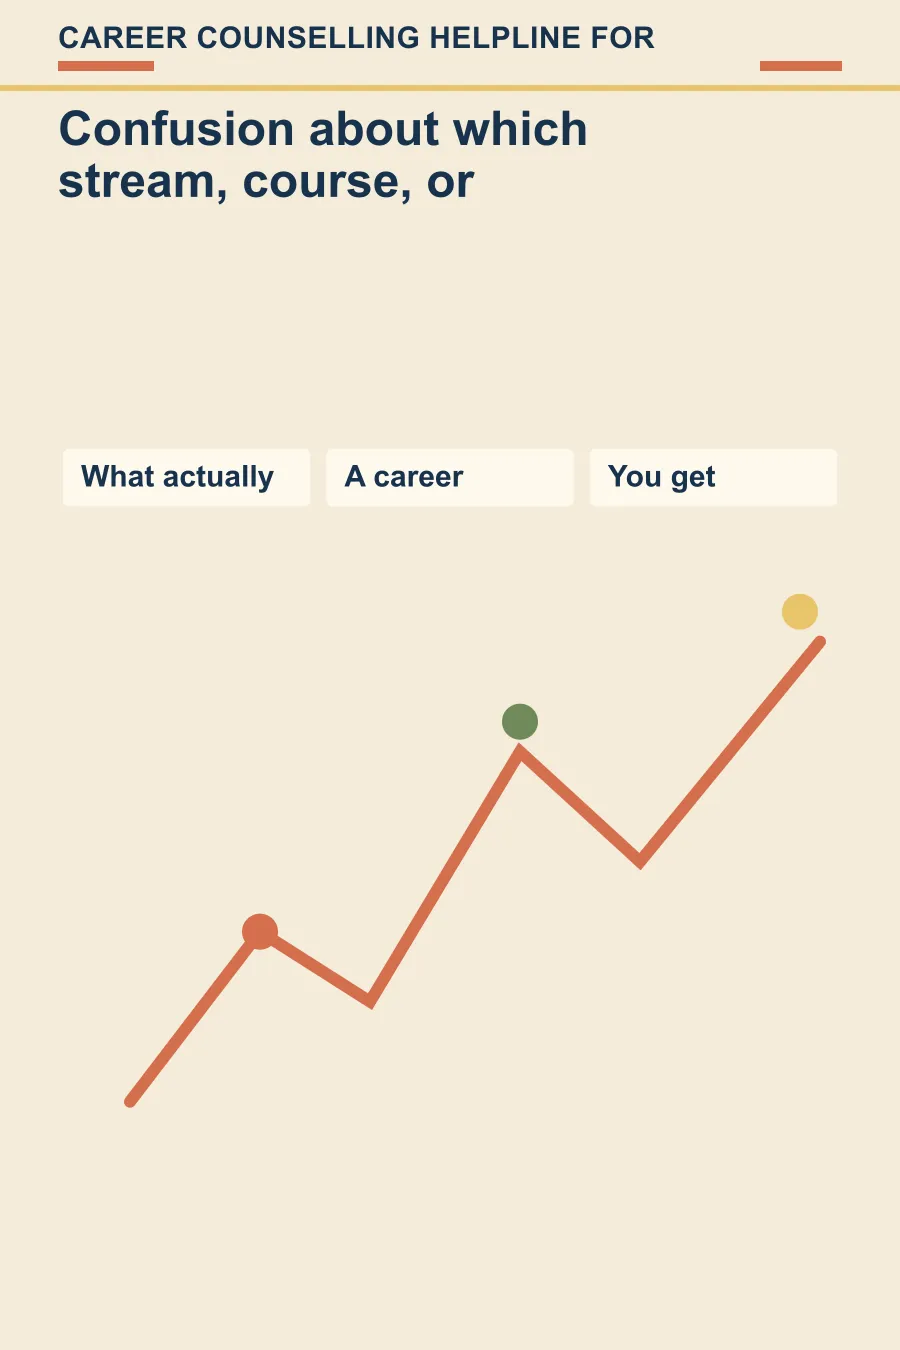 CAREER COUNSELLING HELPLINE FOR
Confusion about which
stream, course, or
What actually
A career
You get